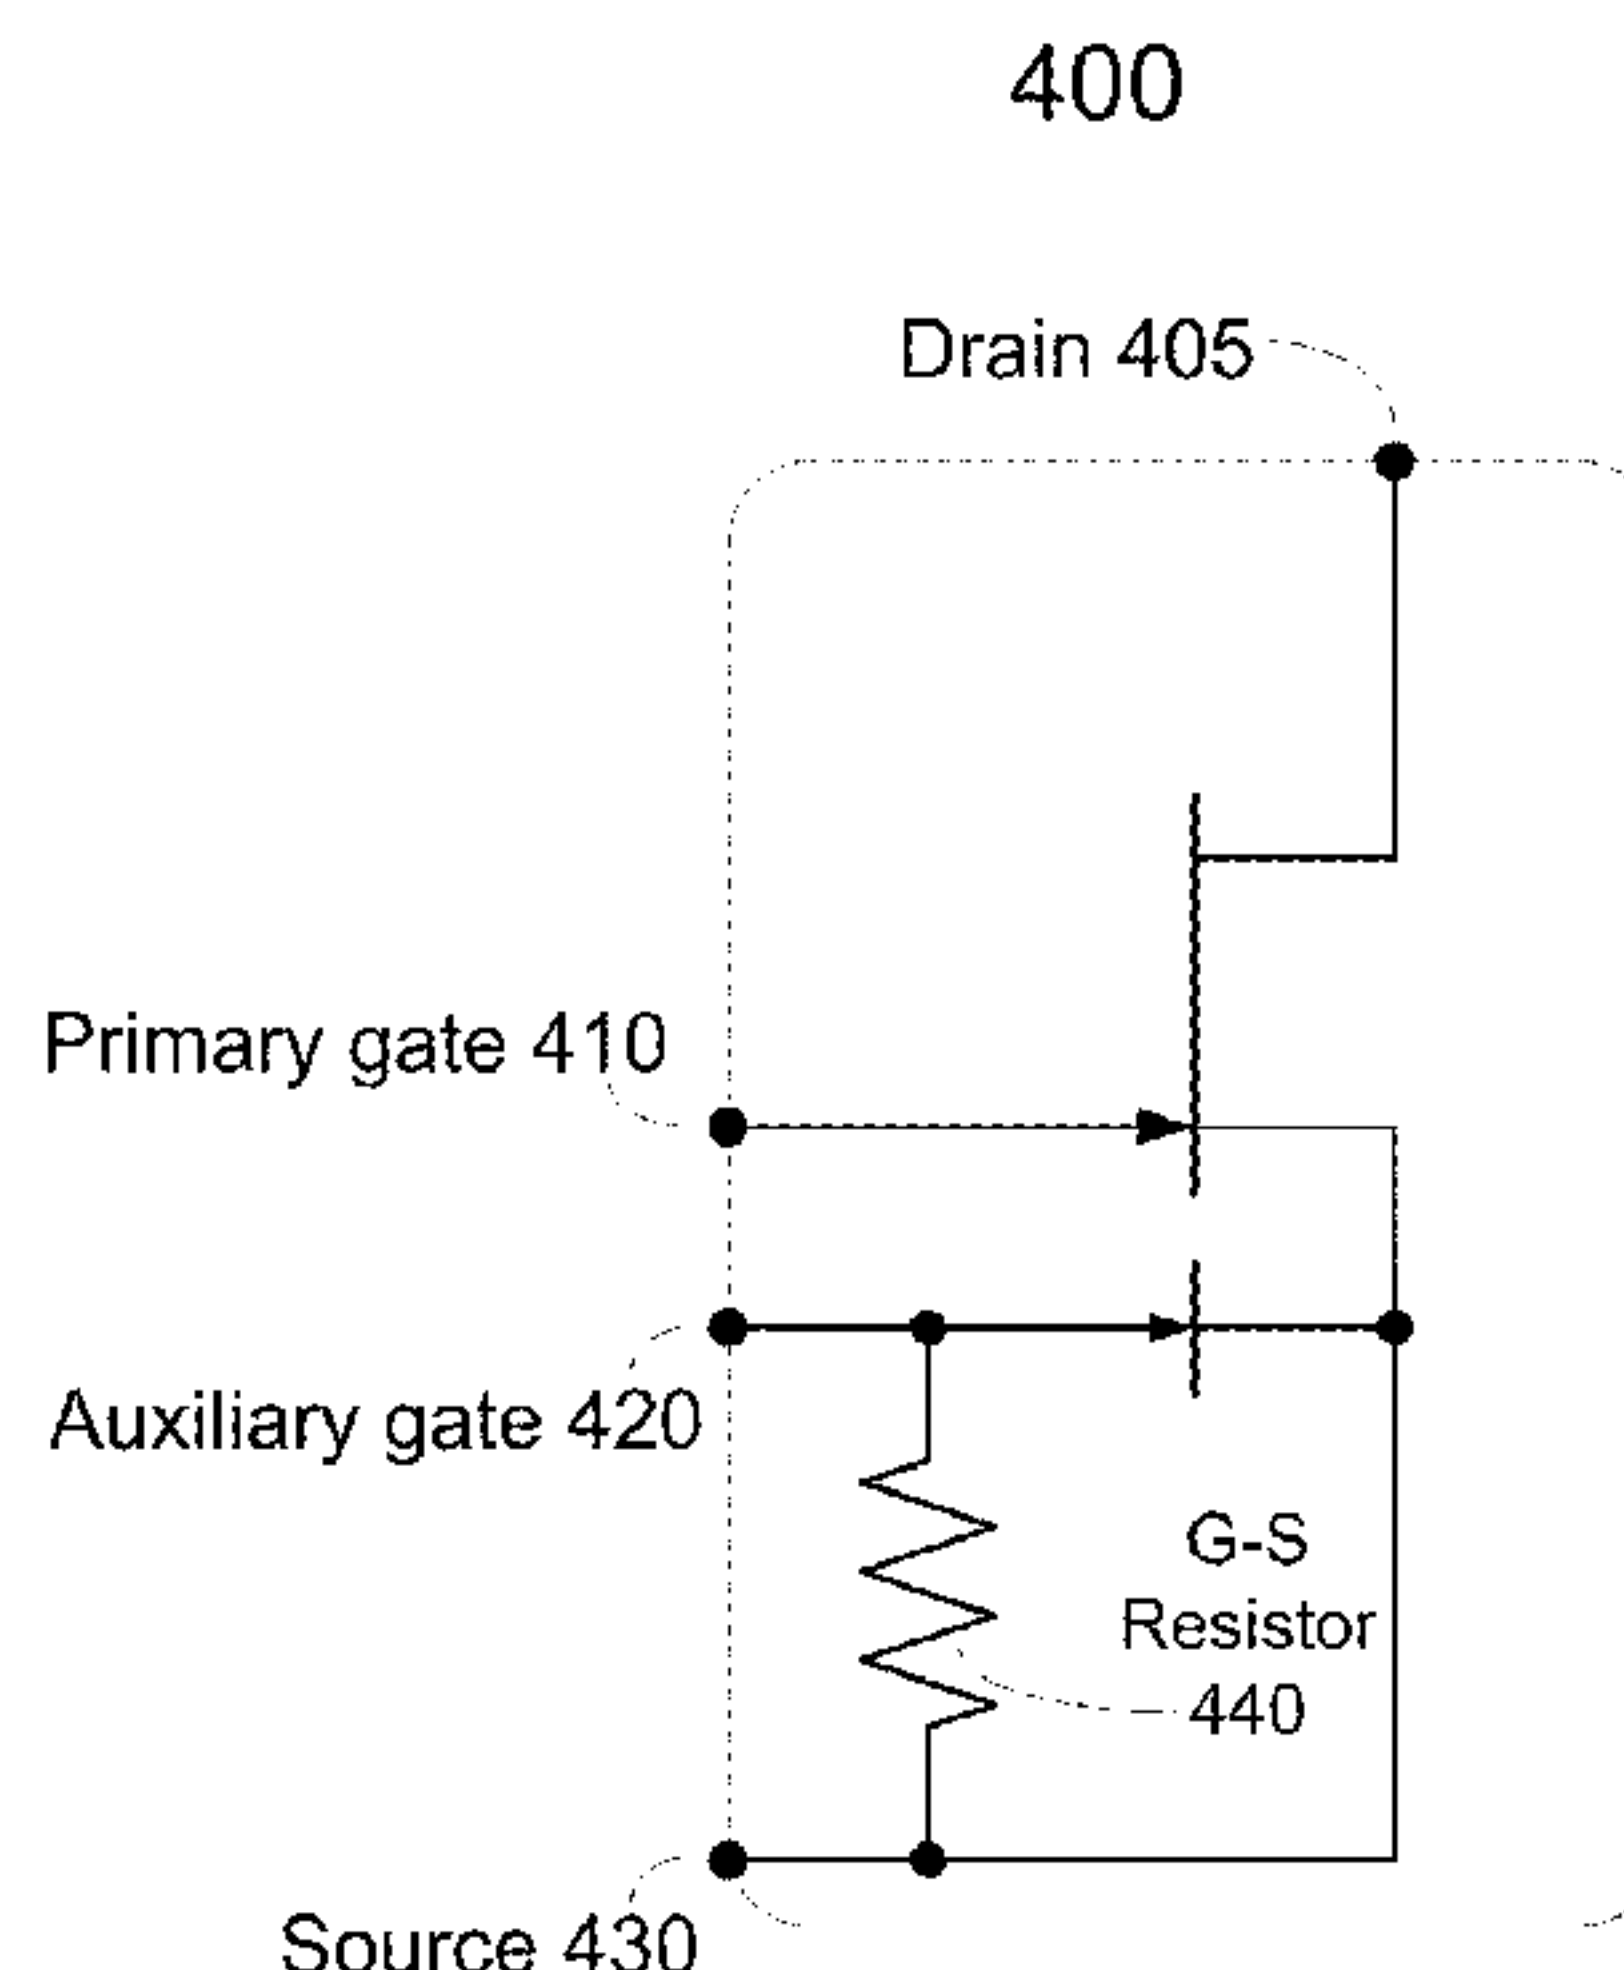 400
Drain 405
Primary gate 410
Auxiliary gate 420
G-S
Resistor
440
Source 430